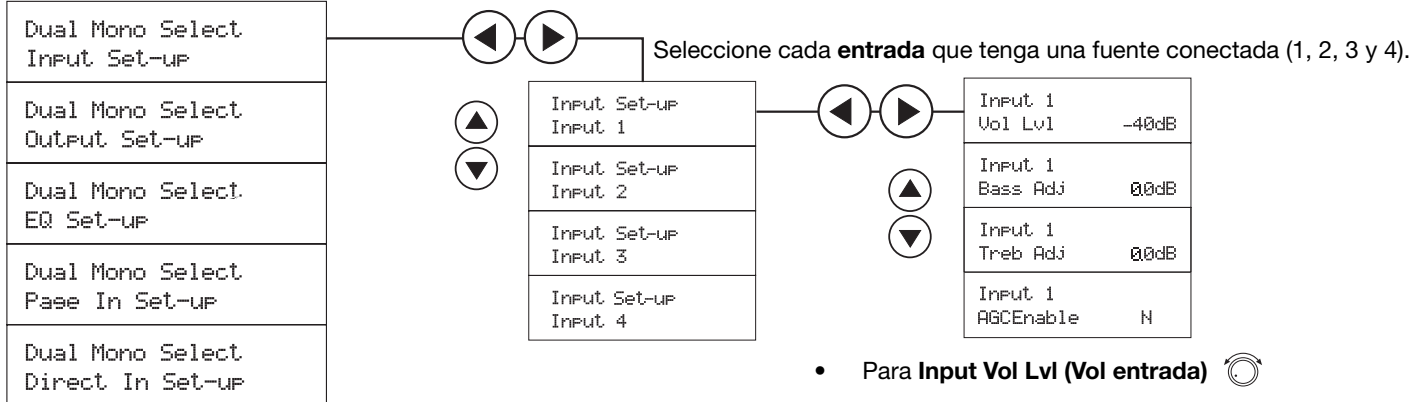 Dual Mono Select
Input Set-up
Dual Mono Select
Output Set-up
Dual Mono Select
EQ Set-up
Dual Mono Select
Page In Set-up
Dual Mono Select
Direct In Set-up
Seleccione cada entrada que tenga una fuente conectada (1, 2, 3 y 4).
Input Set-up
Input 1
Input Set-up
Input 2
Input Set-up
Input 3
Input Set-up
Input 4
Input 1
Vol Lvl -40dB
Input 1
Bass Adj 0.0dB
Input 1
Treb Adj 0.0dB
Input 1
AGCEnable N
• Para Input Vol Lvl (Vol entrada)